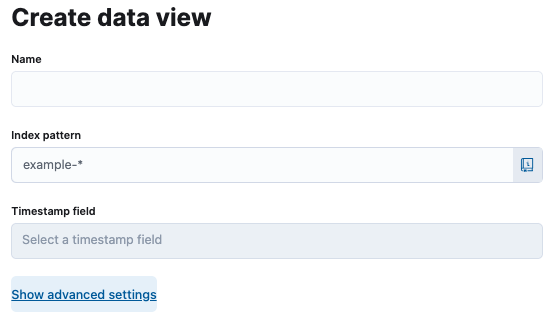 Create data view
Name
Index pattern
example-*
Timestamp field
Select a timestamp field
Show advanced settings